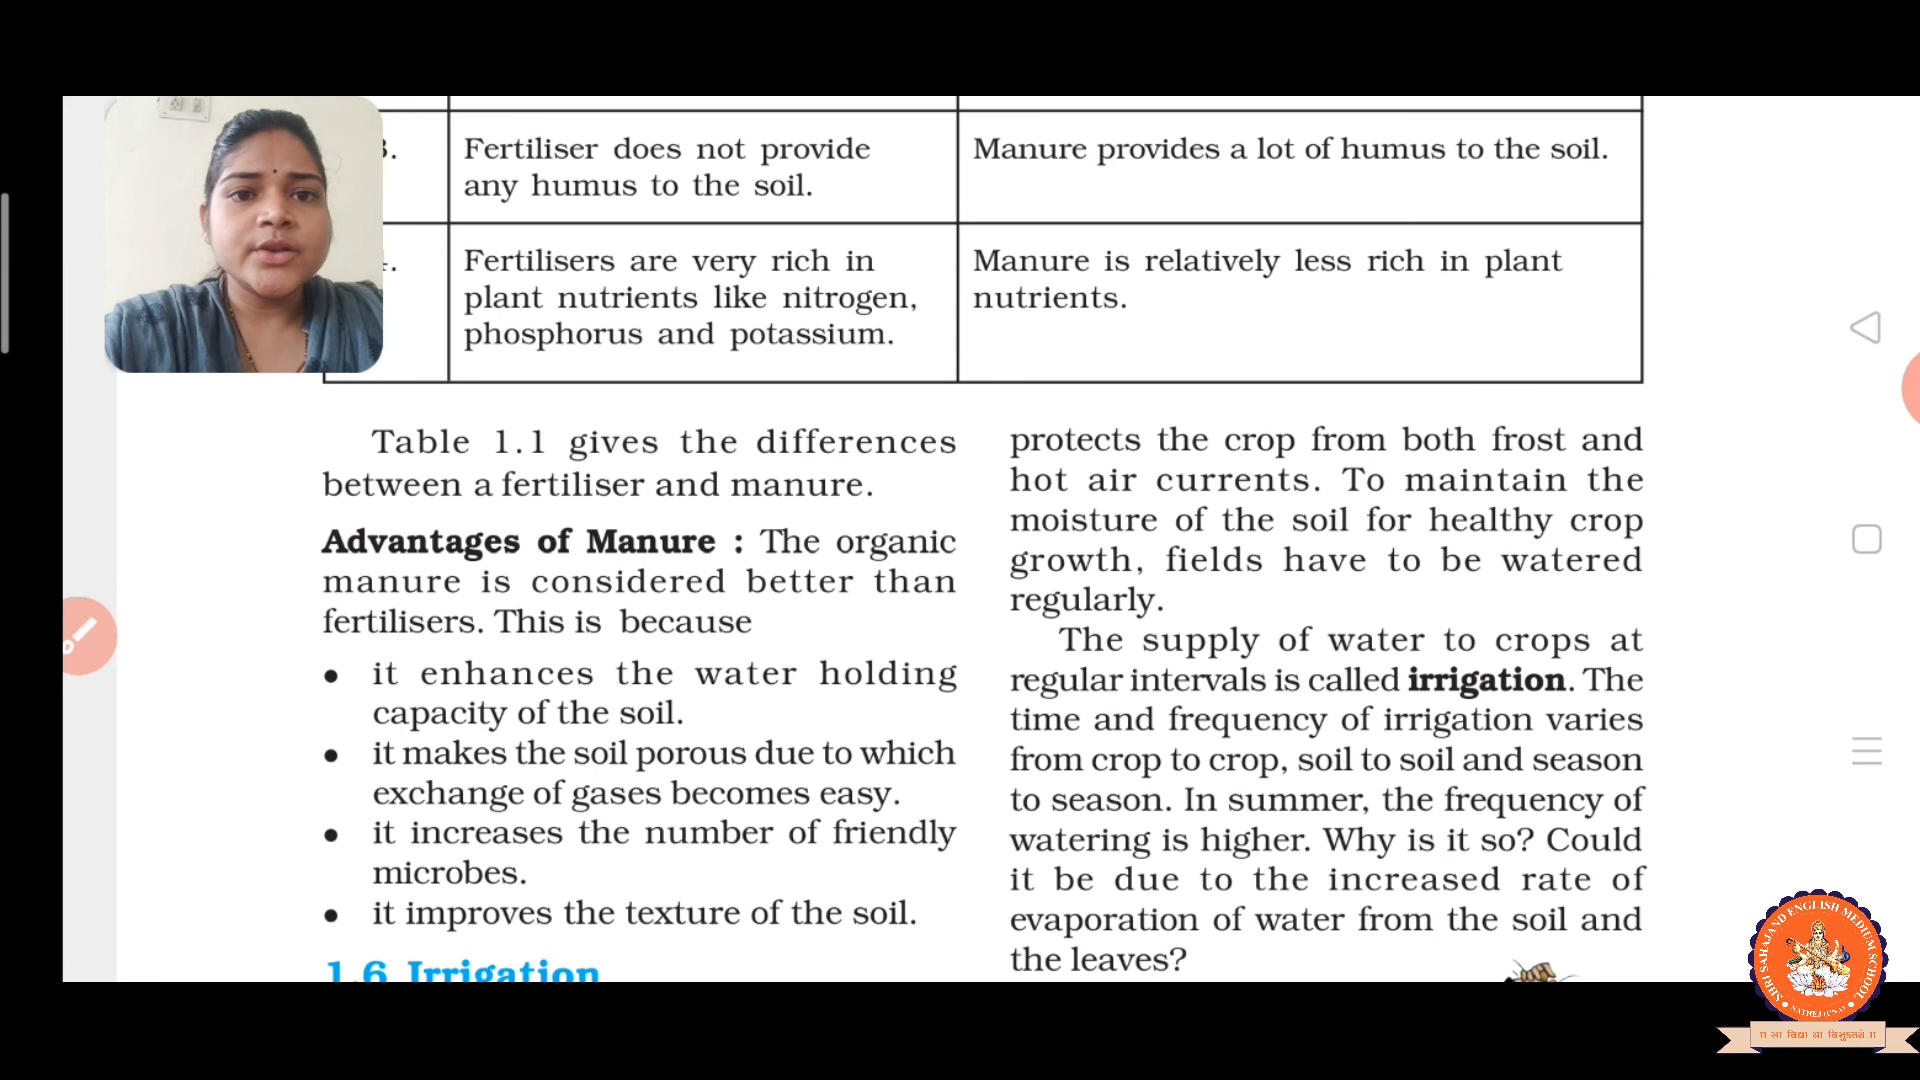 3.
Fertiliser does not provide
any humus to the soil.
Manure provides a lot of humus to the soil.
Fertilisers are very rich in
plant nutrients like nitrogen,
phosphorus and potassium.
Manure is relatively less rich in plant
nutrients.
Table 1.1 gives the differences
between a fertiliser and manure.
Advantages of Manure : The organic
manure is considered better than
fertilisers. This is because
• it enhances the water holding
capacity of the soil.
• it makes the soil porous due to which
exchange of gases becomes easy.
• it increases the number of friendly
microbes.
• it improves the texture of the soil.
1.6 Irrigation
protects the crop from both frost and
hot air currents. To maintain the
moisture of the soil for healthy crop
growth, fields have to be watered
regularly.
The supply of water to crops at
regular intervals is called irrigation. The
time and frequency of irrigation varies
from crop to crop, soil to soil and season
to season. In summer, the frequency of
watering is higher. Why is it so? Could
it be due to the increased rate of
evaporation of water from the soil and
the leaves?
SHRI SAHAJANAND ENGLISH MEDIUM SCHOOL
॥ सा विद्या या विमुक्तये ॥